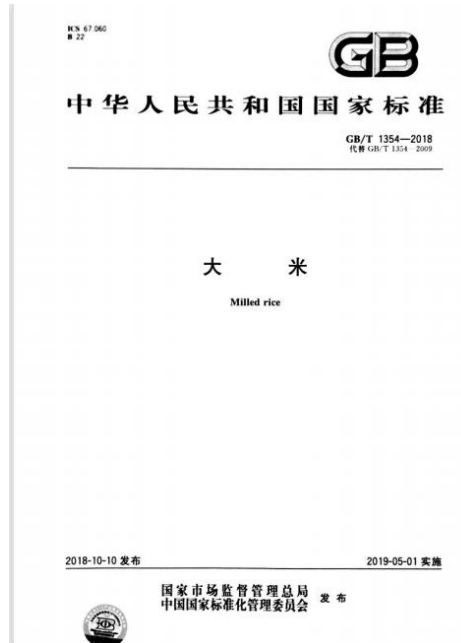 ICS 67.060
B 22
GB
中华人民共和国国家标准
GB/T 1354—2018
代替 GB/T 1354—2009
大 米
Milled rice
2018-10-10 发布
2019-05-01 实施
国家市场监督管理总局
中国国家标准化管理委员会
发布